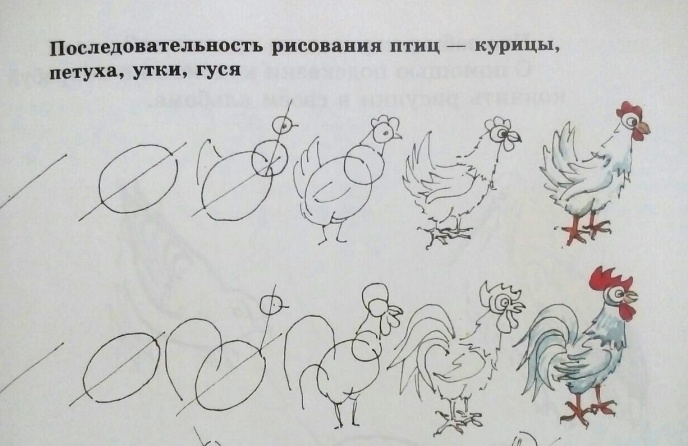 Последовательность рисования птиц — курицы,
петуха, утки, гуся